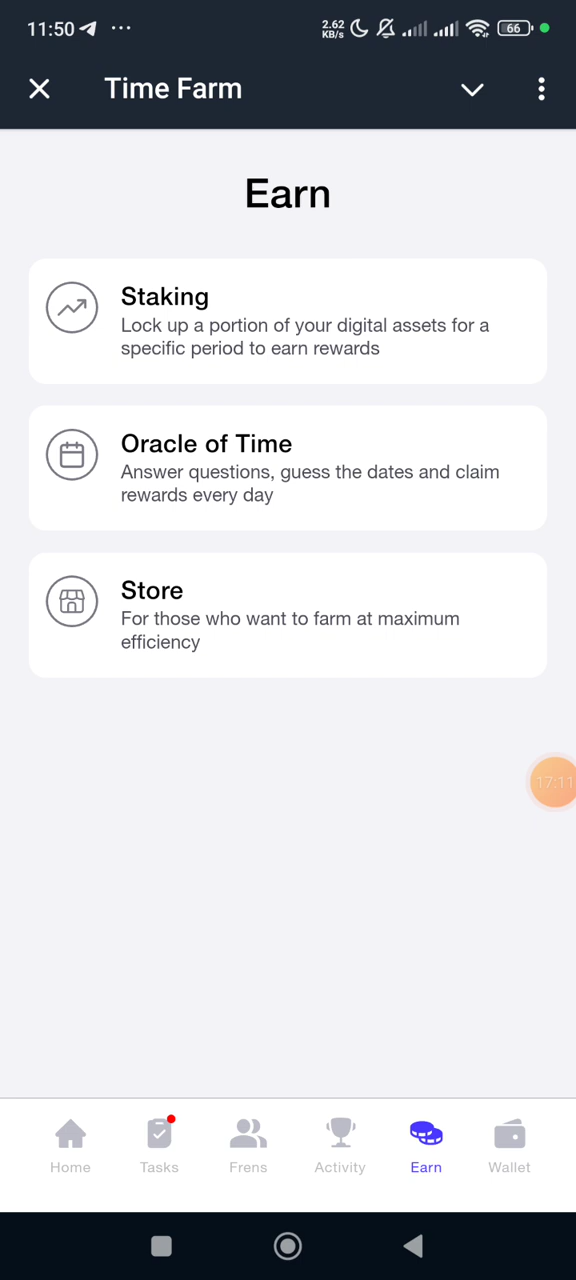 11:50
2.62
KB/s
66
Time Farm
Earn
Staking
Lock up a portion of your digital assets for a
specific period to earn rewards
Oracle of Time
Answer questions, guess the dates and claim
rewards every day
Store
For those who want to farm at maximum
efficiency
17:11
Home
Tasks
Frens
Activity
Earn
Wallet